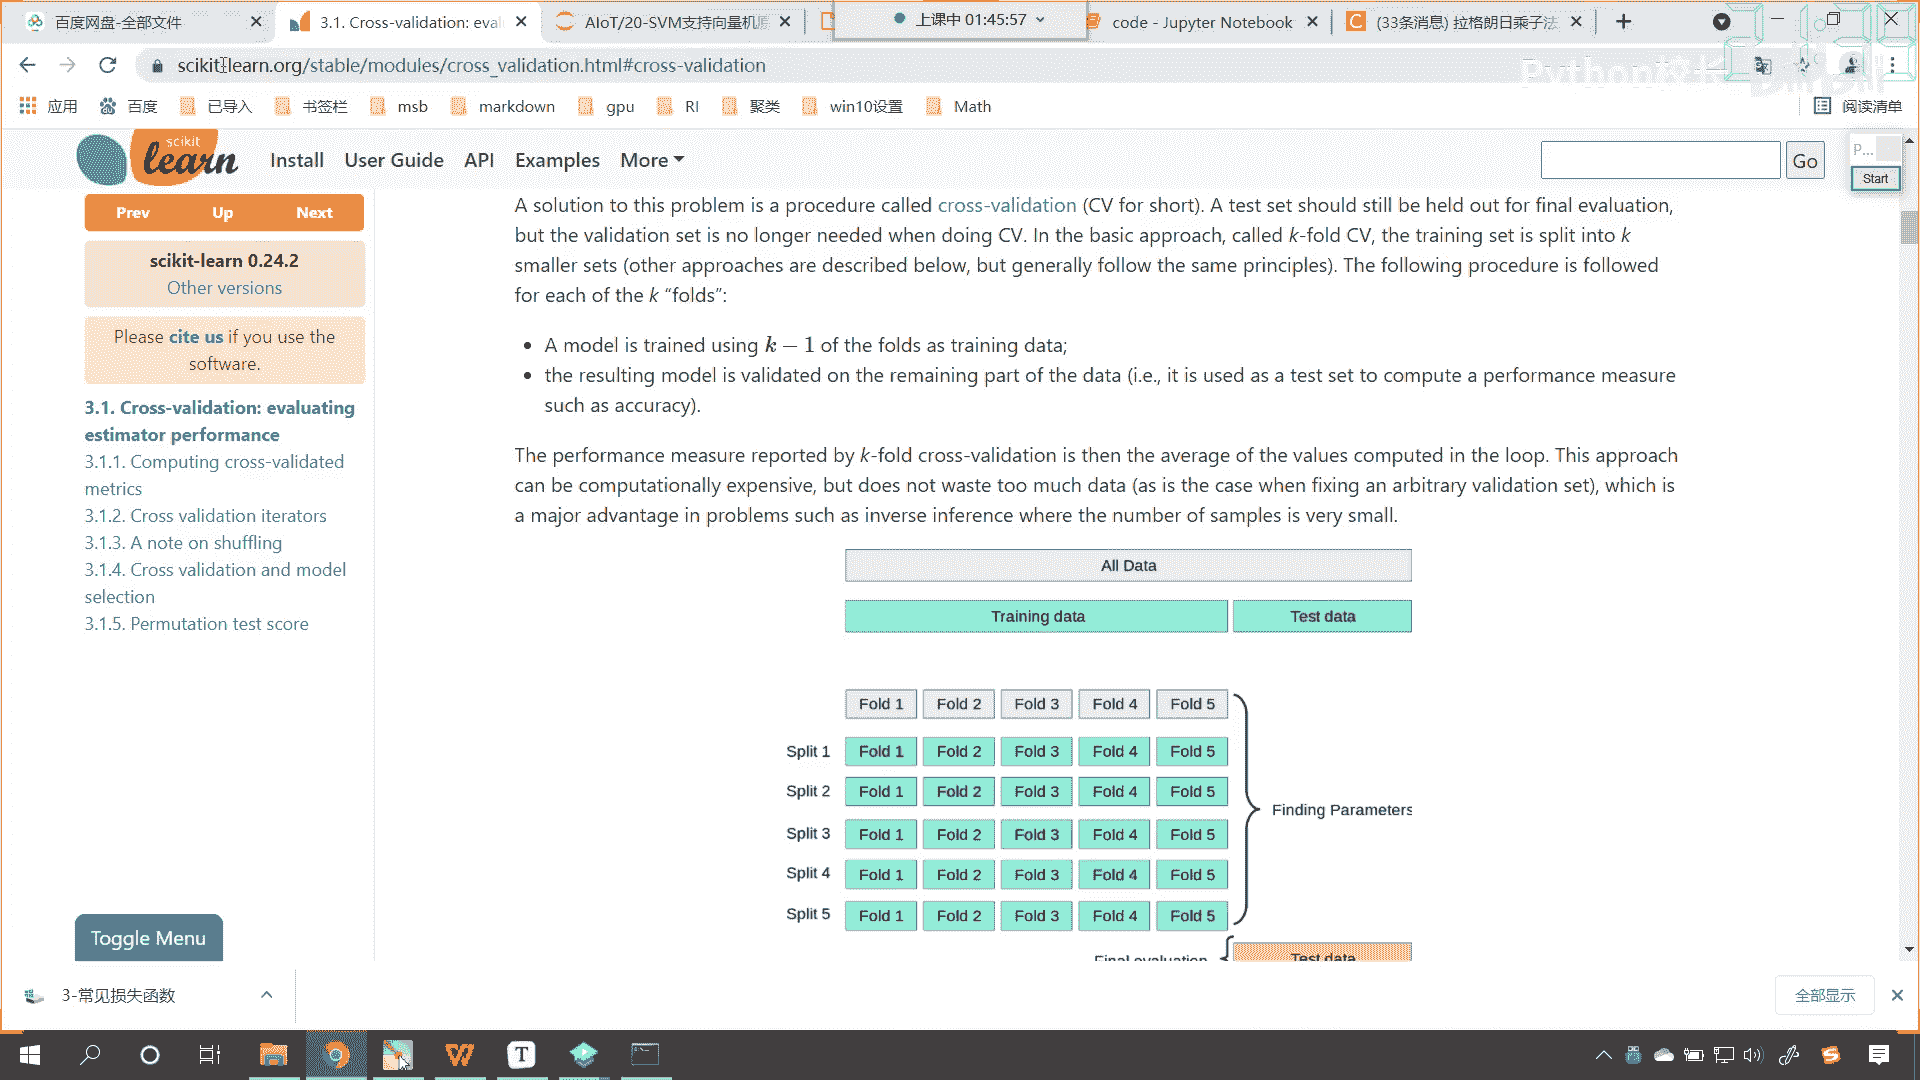 百度网盘-全部文件
3.1. Cross-validation: eval
AIoT/20-SVM支持向量机
上课中 01:45:57
code - Jupyter Notebook
(33条消息) 拉格朗日乘子法
scikit-learn.org/stable/modules/cross_validation.html#cross-validation
应用 百度 已导入 书签栏 msb markdown gpu RI 聚类 win10设置 Math 阅读清单
scikit
learn
Install User Guide API Examples More
Go
P...
Start
Prev Up Next
scikit-learn 0.24.2
Other versions
Please cite us if you use the
software.
3.1. Cross-validation: evaluating
estimator performance
3.1.1. Computing cross-validated
metrics
3.1.2. Cross validation iterators
3.1.3. A note on shuffling
3.1.4. Cross validation and model
selection
3.1.5. Permutation test score
Toggle Menu
A solution to this problem is a procedure called cross-validation (CV for short). A test set should still be held out for final evaluation,
but the validation set is no longer needed when doing CV. In the basic approach, called k-fold CV, the training set is split into k
smaller sets (other approaches are described below, but generally follow the same principles). The following procedure is followed
for each of the k “folds”:
• A model is trained using k − 1 of the folds as training data;
• the resulting model is validated on the remaining part of the data (i.e., it is used as a test set to compute a performance measure
such as accuracy).
The performance measure reported by k-fold cross-validation is then the average of the values computed in the loop. This approach
can be computationally expensive, but does not waste too much data (as is the case when fixing an arbitrary validation set), which is
a major advantage in problems such as inverse inference where the number of samples is very small.
All Data
Training data Test data
Fold 1 Fold 2 Fold 3 Fold 4 Fold 5
Split 1 Fold 1 Fold 2 Fold 3 Fold 4 Fold 5
Split 2 Fold 1 Fold 2 Fold 3 Fold 4 Fold 5
Finding Parameters
Split 3 Fold 1 Fold 2 Fold 3 Fold 4 Fold 5
Split 4 Fold 1 Fold 2 Fold 3 Fold 4 Fold 5
Split 5 Fold 1 Fold 2 Fold 3 Fold 4 Fold 5
Final evaluation Test data
3-常见损失函数
全部显示